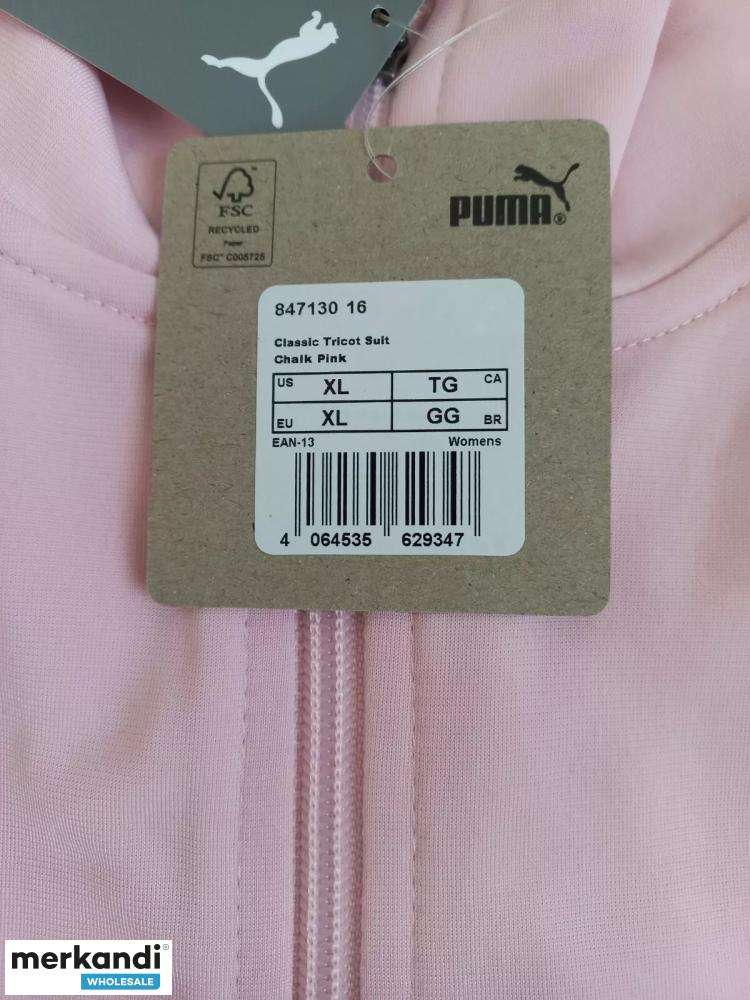 FSC
RECYCLED
Paper
FSC™ C005725
PUMA®
847130 16
Classic Tricot Suit
Chalk Pink
US XL TG CA
EU XL GG BR
EAN-13 Womens
4 064535 629347
merkandi®
WHOLESALE